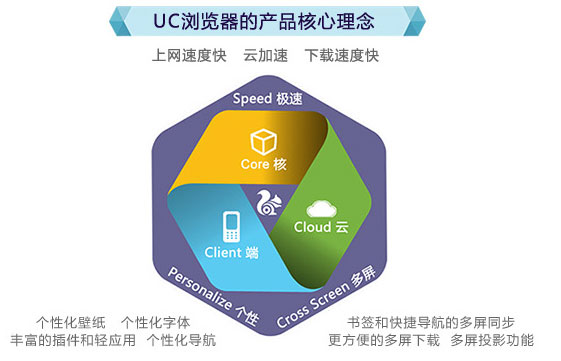 UC浏览器的产品核心理念
上网速度快 云加速 下载速度快
Speed 极速
Core 核
Cloud 云
Client 端
Personalize 个性
Cross Screen 多屏
个性化壁纸 个性化字体
丰富的插件和轻应用 个性化导航
书签和快捷导航的多屏同步
更方便的多屏下载 多屏投影功能